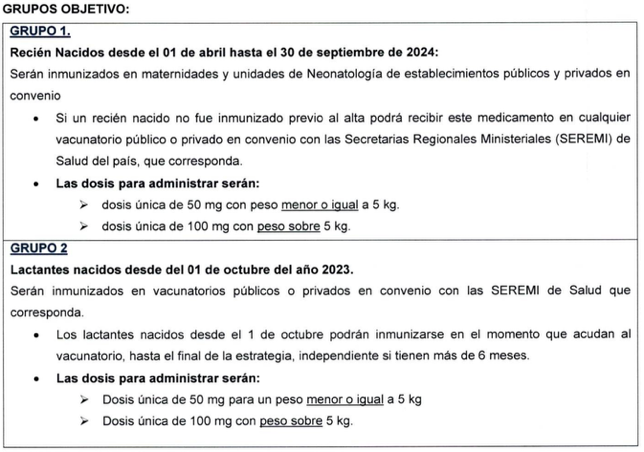 GRUPOS OBJETIVO:
GRUPO 1.
Recién Nacidos desde el 01 de abril hasta el 30 de septiembre de 2024:
Serán inmunizados en maternidades y unidades de Neonatología de establecimientos públicos y privados en
convenio
• Si un recién nacido no fue inmunizado previo al alta podrá recibir este medicamento en cualquier
vacunatorio público o privado en convenio con las Secretarias Regionales Ministeriales (SEREMI) de
Salud del país, que corresponda.
• Las dosis para administrar serán:
➢ dosis única de 50 mg con peso menor o igual a 5 kg.
➢ dosis única de 100 mg con peso sobre 5 kg.
GRUPO 2
Lactantes nacidos desde del 01 de octubre del año 2023.
Serán inmunizados en vacunatorios públicos o privados en convenio con las SEREMI de Salud que
corresponda.
• Los lactantes nacidos desde el 1 de octubre podrán inmunizarse en el momento que acudan al
vacunatorio, hasta el final de la estrategia, independiente si tienen más de 6 meses.
• Las dosis para administrar serán:
➢ Dosis única de 50 mg para un peso menor o igual a 5 kg
➢ Dosis única de 100 mg con peso sobre 5 kg.